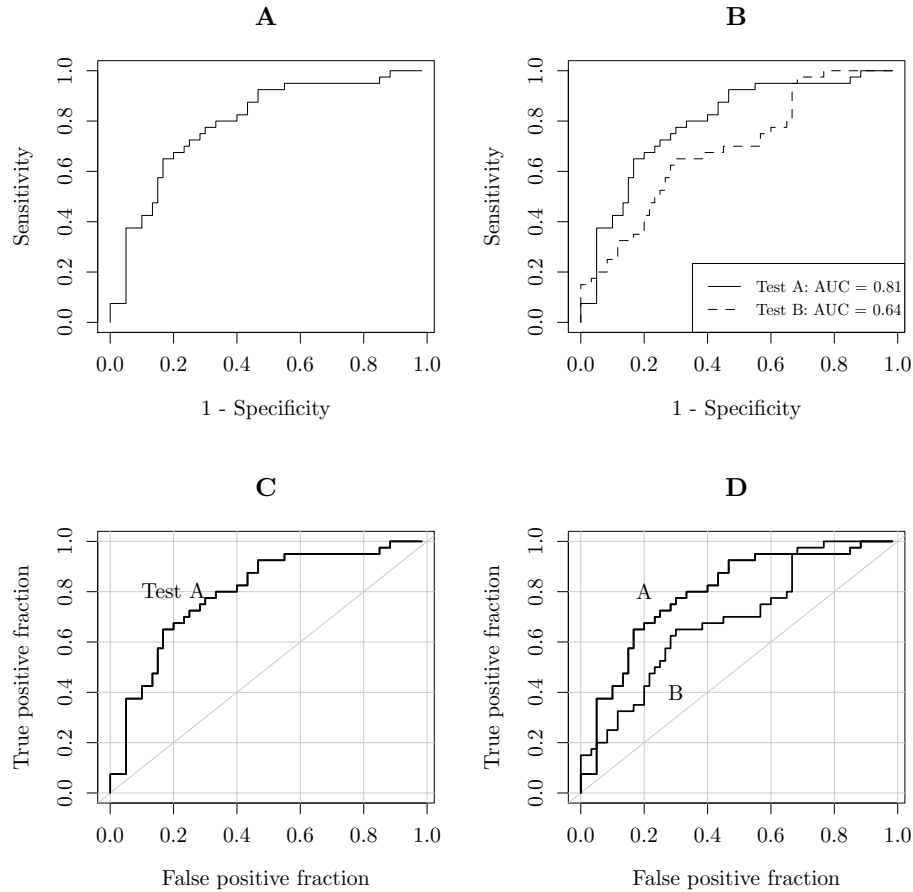 A
Sensitivity
0.0 0.2 0.4 0.6 0.8 1.0
0.0 0.2 0.4 0.6 0.8 1.0
1 - Specificity
B
Sensitivity
0.0 0.2 0.4 0.6 0.8 1.0
Test A: AUC = 0.81
Test B: AUC = 0.64
0.0 0.2 0.4 0.6 0.8 1.0
1 - Specificity
C
True positive fraction
0.0 0.2 0.4 0.6 0.8 1.0
Test A
0.0 0.2 0.4 0.6 0.8 1.0
False positive fraction
D
True positive fraction
0.0 0.2 0.4 0.6 0.8 1.0
A
B
0.0 0.2 0.4 0.6 0.8 1.0
False positive fraction